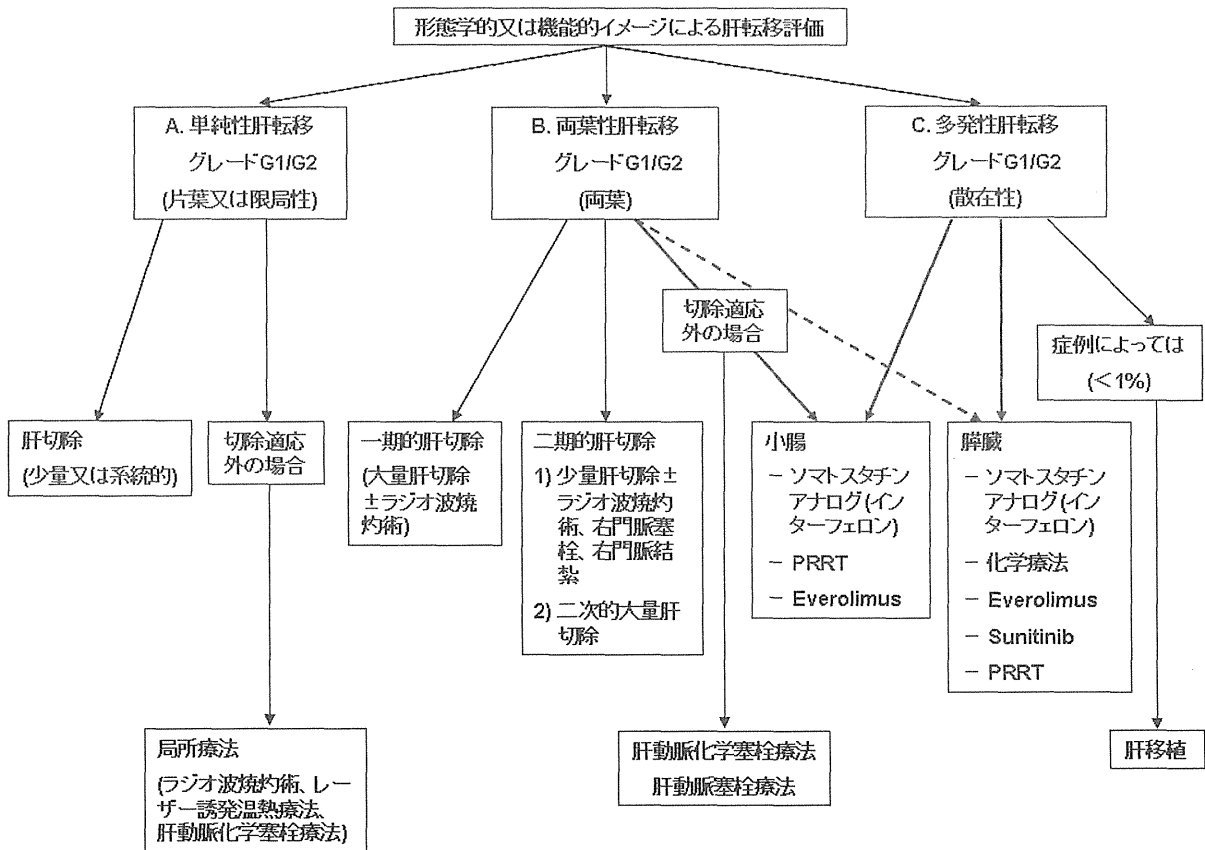 形態学的又は機能的イメージによる肝転移評価
A. 単純性肝転移
グレードG1/G2
(片葉又は限局性)
B. 両葉性肝転移
グレードG1/G2
(両葉)
C. 多発性肝転移
グレードG1/G2
(散在性)
切除適応
外の場合
症例によっては
(<1%)
肝切除
(少量又は系統的)
切除適応
外の場合
一期的肝切除
(大量肝切除
±ラジオ波焼
灼術)
二期的肝切除
1) 少量肝切除±
ラジオ波焼灼
術、右門脈塞
栓、右門脈結
紮
2) 二次的大量肝
切除
小腸
− ソマトスタチン
アナログ(イン
ターフェロン)
− PRRT
− Everolimus
膵臓
− ソマトスタチン
アナログ(イン
ターフェロン)
− 化学療法
− Everolimus
− Sunitinib
− PRRT
局所療法
(ラジオ波焼灼術、レー
ザー誘発温熱療法、
肝動脈化学塞栓療法)
肝動脈化学塞栓療法
肝動脈塞栓療法
肝移植